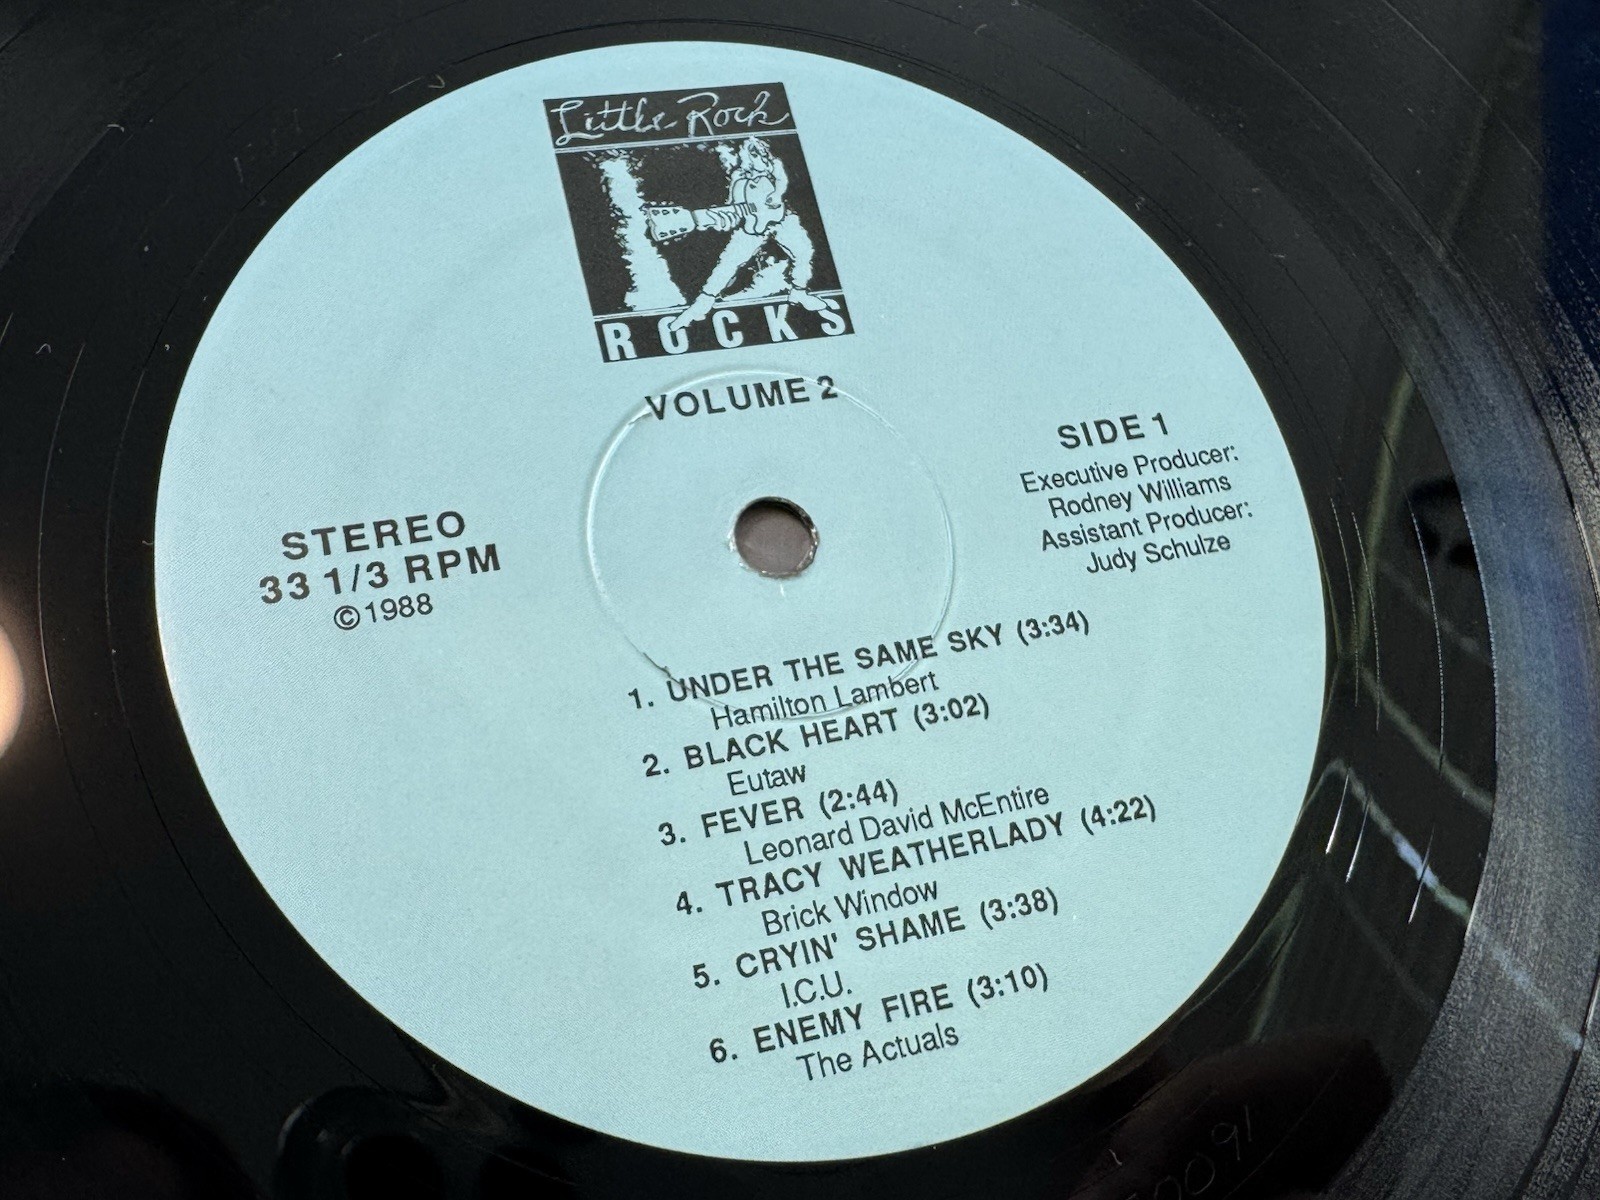 Little Rock
ROCKS
VOLUME 2
SIDE 1
Executive Producer:
Rodney Williams
Assistant Producer:
Judy Schulze
STEREO
33 1/3 RPM
©1988
1. UNDER THE SAME SKY (3:34)
Hamilton Lambert
2. BLACK HEART (3:02)
Eutaw
3. FEVER (2:44)
Leonard David McEntire
4. TRACY WEATHERLADY (4:22)
Brick Window
5. CRYIN' SHAME (3:38)
I.C.U.
6. ENEMY FIRE (3:10)
The Actuals